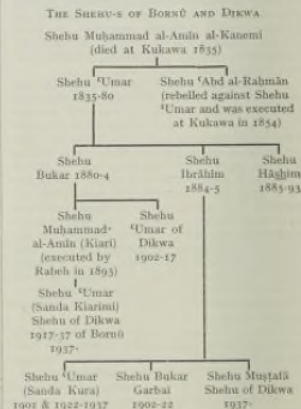 The Shehu-s of Bornū and Dikwa
Shehu Muḥammad al-Amīn al-Kanemi
(died at Kukawa 1835)
Shehu ʿUmar
1835-80
Shehu ʿAbd al-Raḥmān
(rebelled against Shehu
ʿUmar and was executed
at Kukawa in 1854)
Shehu
Bukar 1880-4
Shehu
Ibrāhīm
1884-5
Shehu
Hāshim
1885-93
Shehu
Muḥammad-
al-Amīn (Kiari)
(executed by
Rabeh in 1893)
Shehu
ʿUmar of
Dikwa
1902-17
Shehu ʿUmar
(Sanda Kiarimi)
Shehu of Dikwa
1917-37 of Bornū
1937-
Shehu ʿUmar
(Sanda Kura)
1901 & 1922-1937
Shehu Bukar
Garbai
1902-22
Shehu Muṣṭafā
Shehu of Dikwa
1937-